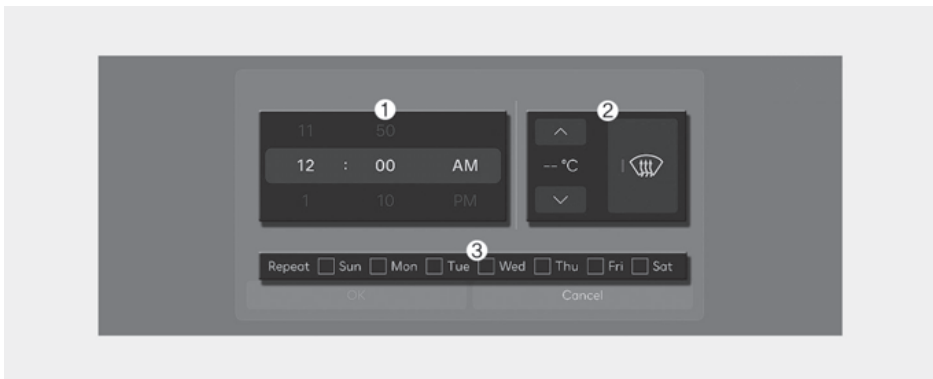 ① ②
11 50
12 : 00 AM -- °C
1 10 PM
③
Repeat Sun Mon Tue Wed Thu Fri Sat
OK Cancel